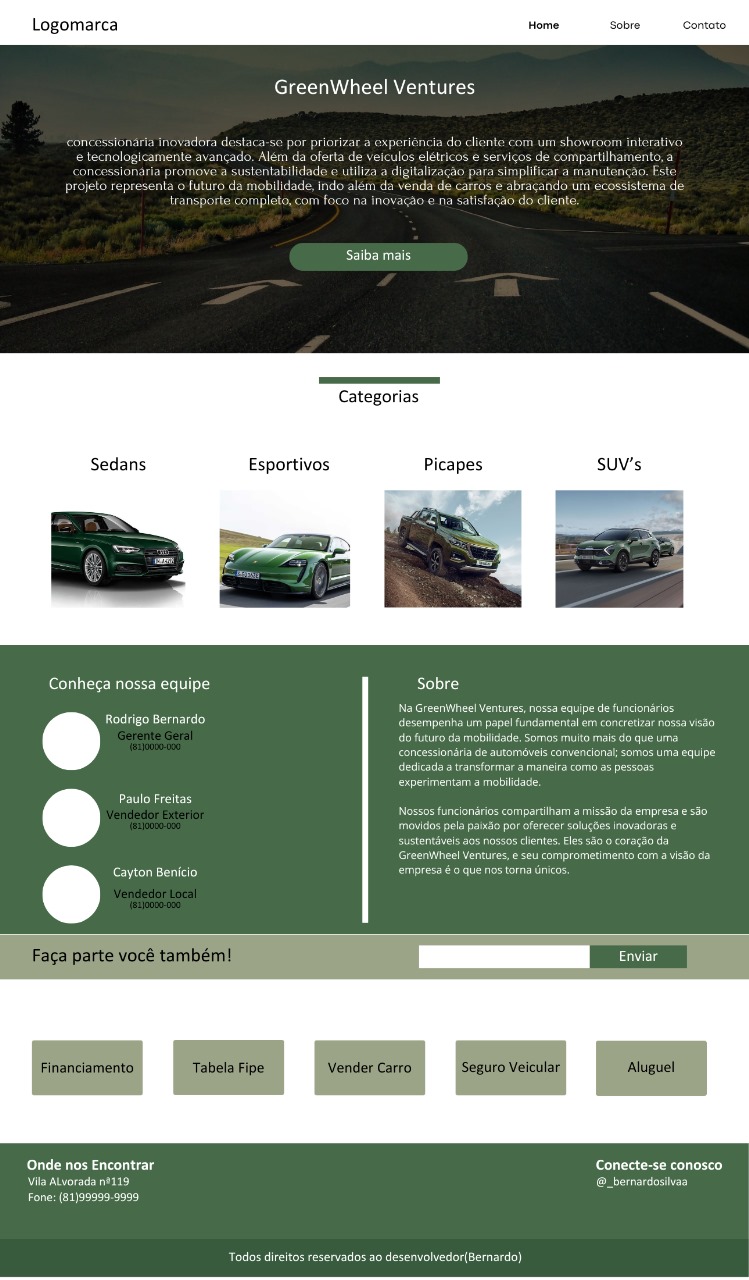 Logomarca
Home Sobre Contato
GreenWheel Ventures
concessionária inovadora destaca-se por priorizar a experiência do cliente com um showroom interativo
e tecnologicamente avançado. Além da oferta de veículos elétricos e serviços de compartilhamento, a
concessionária promove a sustentabilidade e utiliza a digitalização para simplificar a manutenção. Este
projeto representa o futuro da mobilidade, indo além da venda de carros e abraçando um ecossistema de
transporte completo, com foco na inovação e na satisfação do cliente.
Saiba mais
Categorias
Sedans Esportivos Picapes SUV’s
Conheça nossa equipe
Rodrigo Bernardo
Gerente Geral
(81)0000-000
Paulo Freitas
Vendedor Exterior
(81)0000-000
Cayton Benício
Vendedor Local
(81)0000-000
Sobre
Na GreenWheel Ventures, nossa equipe de funcionários
desempenha um papel fundamental em concretizar nossa visão
do futuro da mobilidade. Somos muito mais do que uma
concessionária de automóveis convencional; somos uma equipe
dedicada a transformar a maneira como as pessoas
experimentam a mobilidade.
Nossos funcionários compartilham a missão da empresa e são
movidos pela paixão por oferecer soluções inovadoras e
sustentáveis aos nossos clientes. Eles são o coração da
GreenWheel Ventures, e seu comprometimento com a visão da
empresa é o que nos torna únicos.
Faça parte você também!
Enviar
Financiamento Tabela Fipe Vender Carro Seguro Veicular Aluguel
Onde nos Encontrar
Vila ALvorada nª119
Fone: (81)99999-9999
Conecte-se conosco
@_bernardosilvaa
Todos direitos reservados ao desenvolvedor(Bernardo)